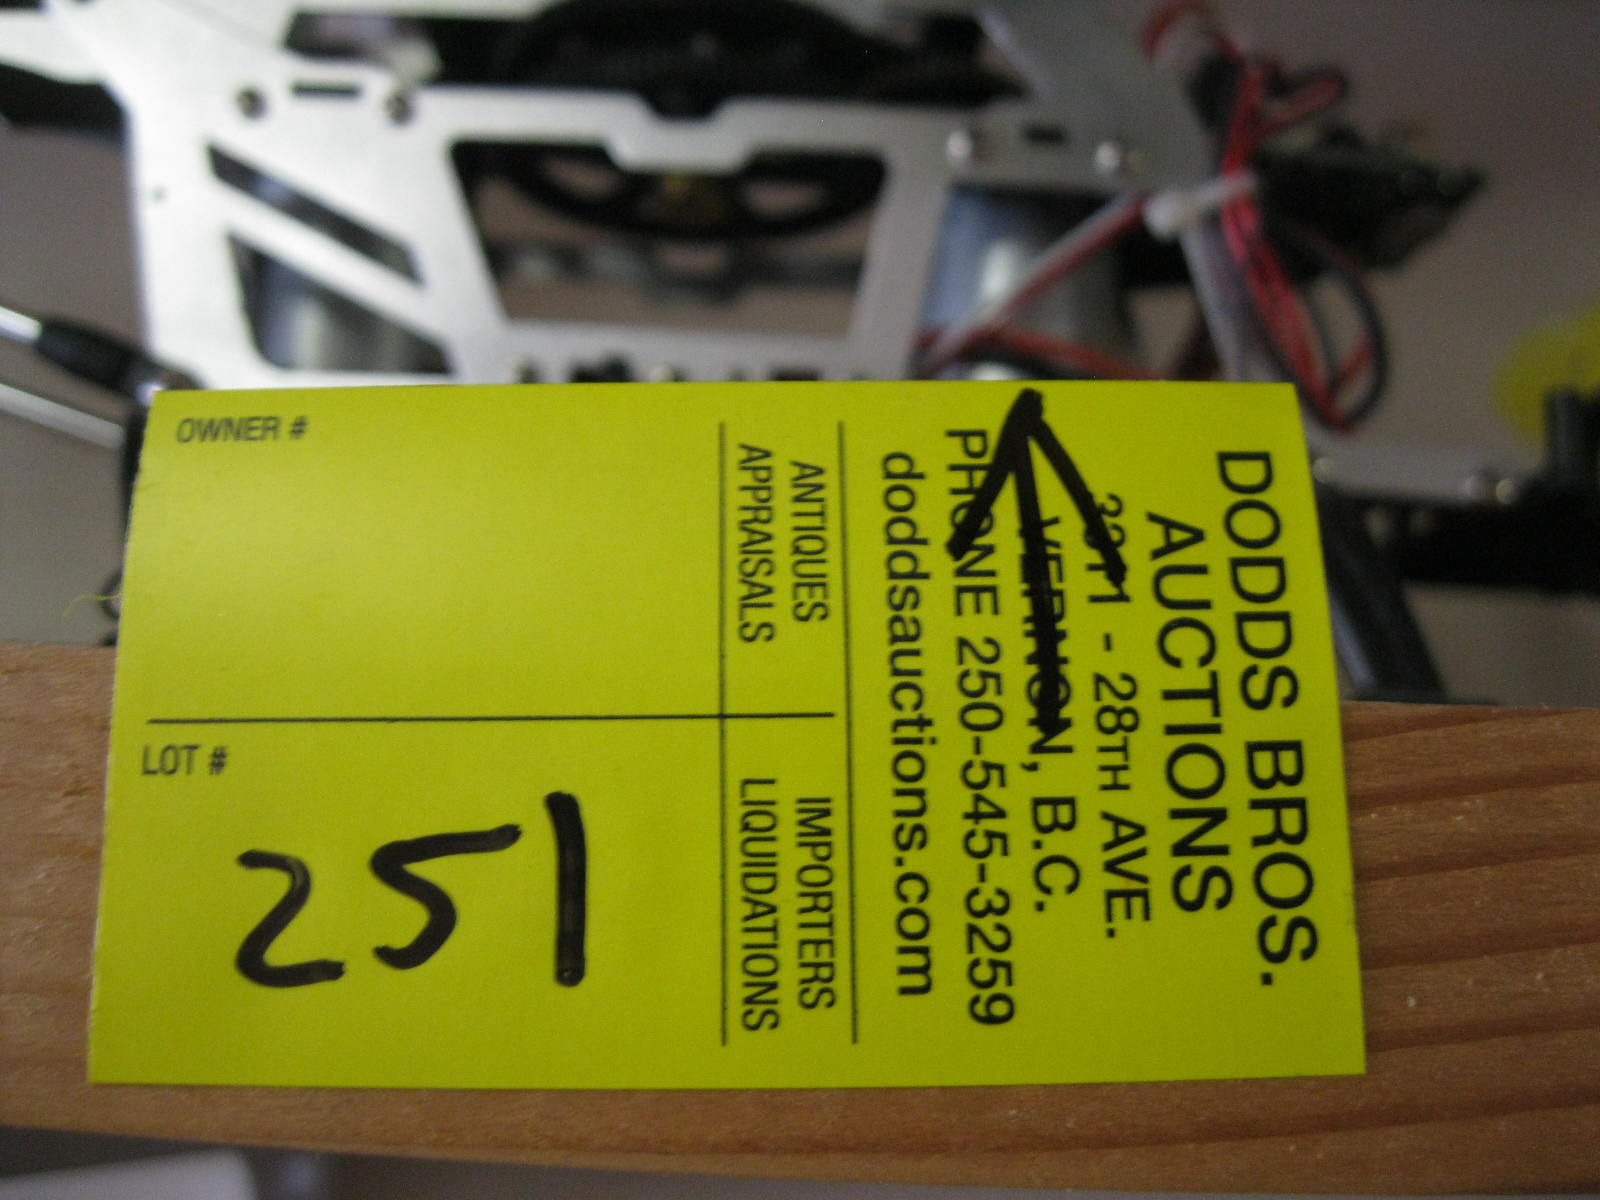 DODDS BROS.
AUCTIONS
3311 - 28TH AVE.
VERNON, B.C.
PHONE 250-545-3259
doddsauctions.com
ANTIQUES
APPRAISALS
IMPORTERS
LIQUIDATIONS
OWNER #
LOT #
251